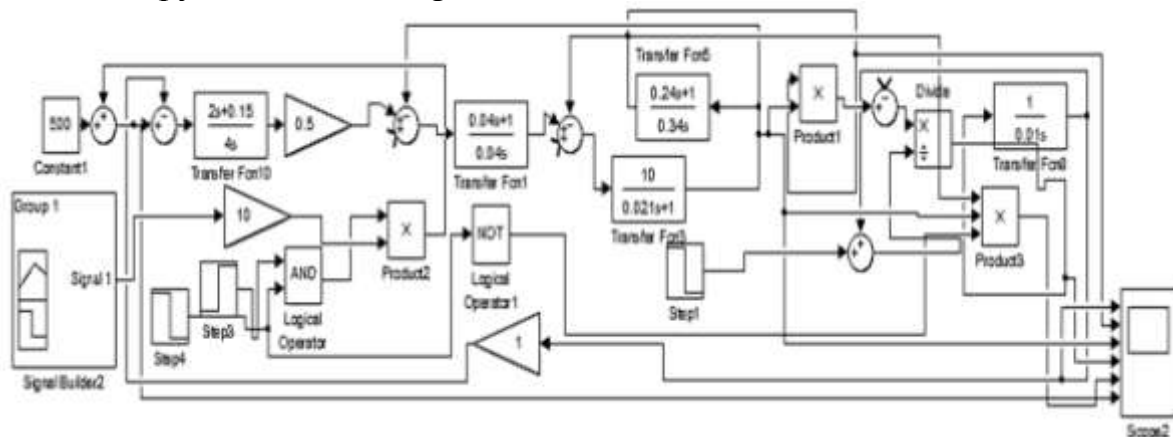 500
Constant1
2s+0.15
4s
Transfer Fcn10
0.5
0.04s+1
0.04s
Transfer Fcn1
Transfer Fcn5
0.24s+1
0.34s
10
0.021s+1
Transfer Fcn3
X
Product1
Divide
X
÷
1
0.01s
X
Product3
Group 1
Signal 1
Signal Builder2
10
Step4
Step3
AND
Logical
Operator
X
Product2
NOT
Logical
Operator1
Step1
1
Scope2